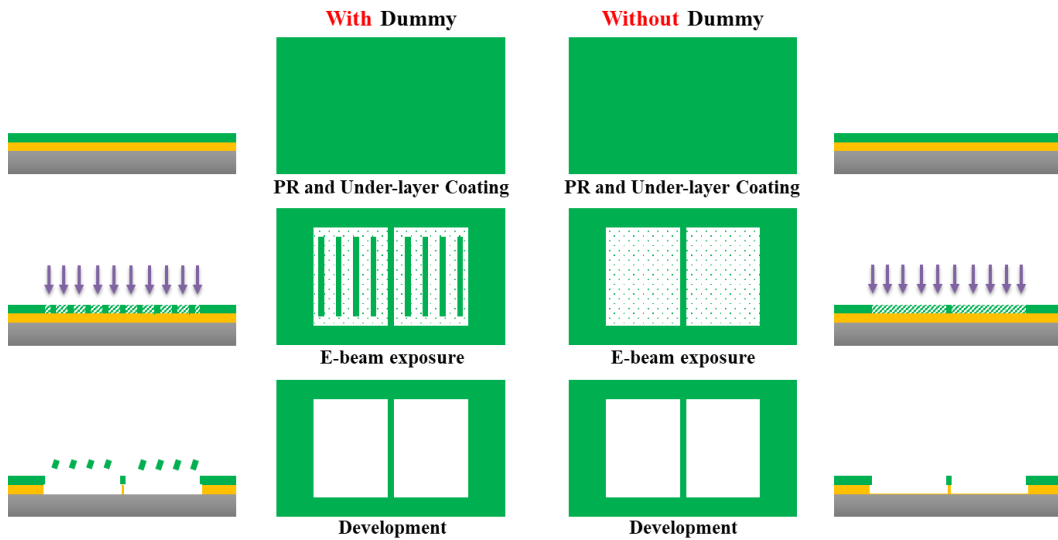 With Dummy
Without Dummy
PR and Under-layer Coating
PR and Under-layer Coating
E-beam exposure
E-beam exposure
Development
Development